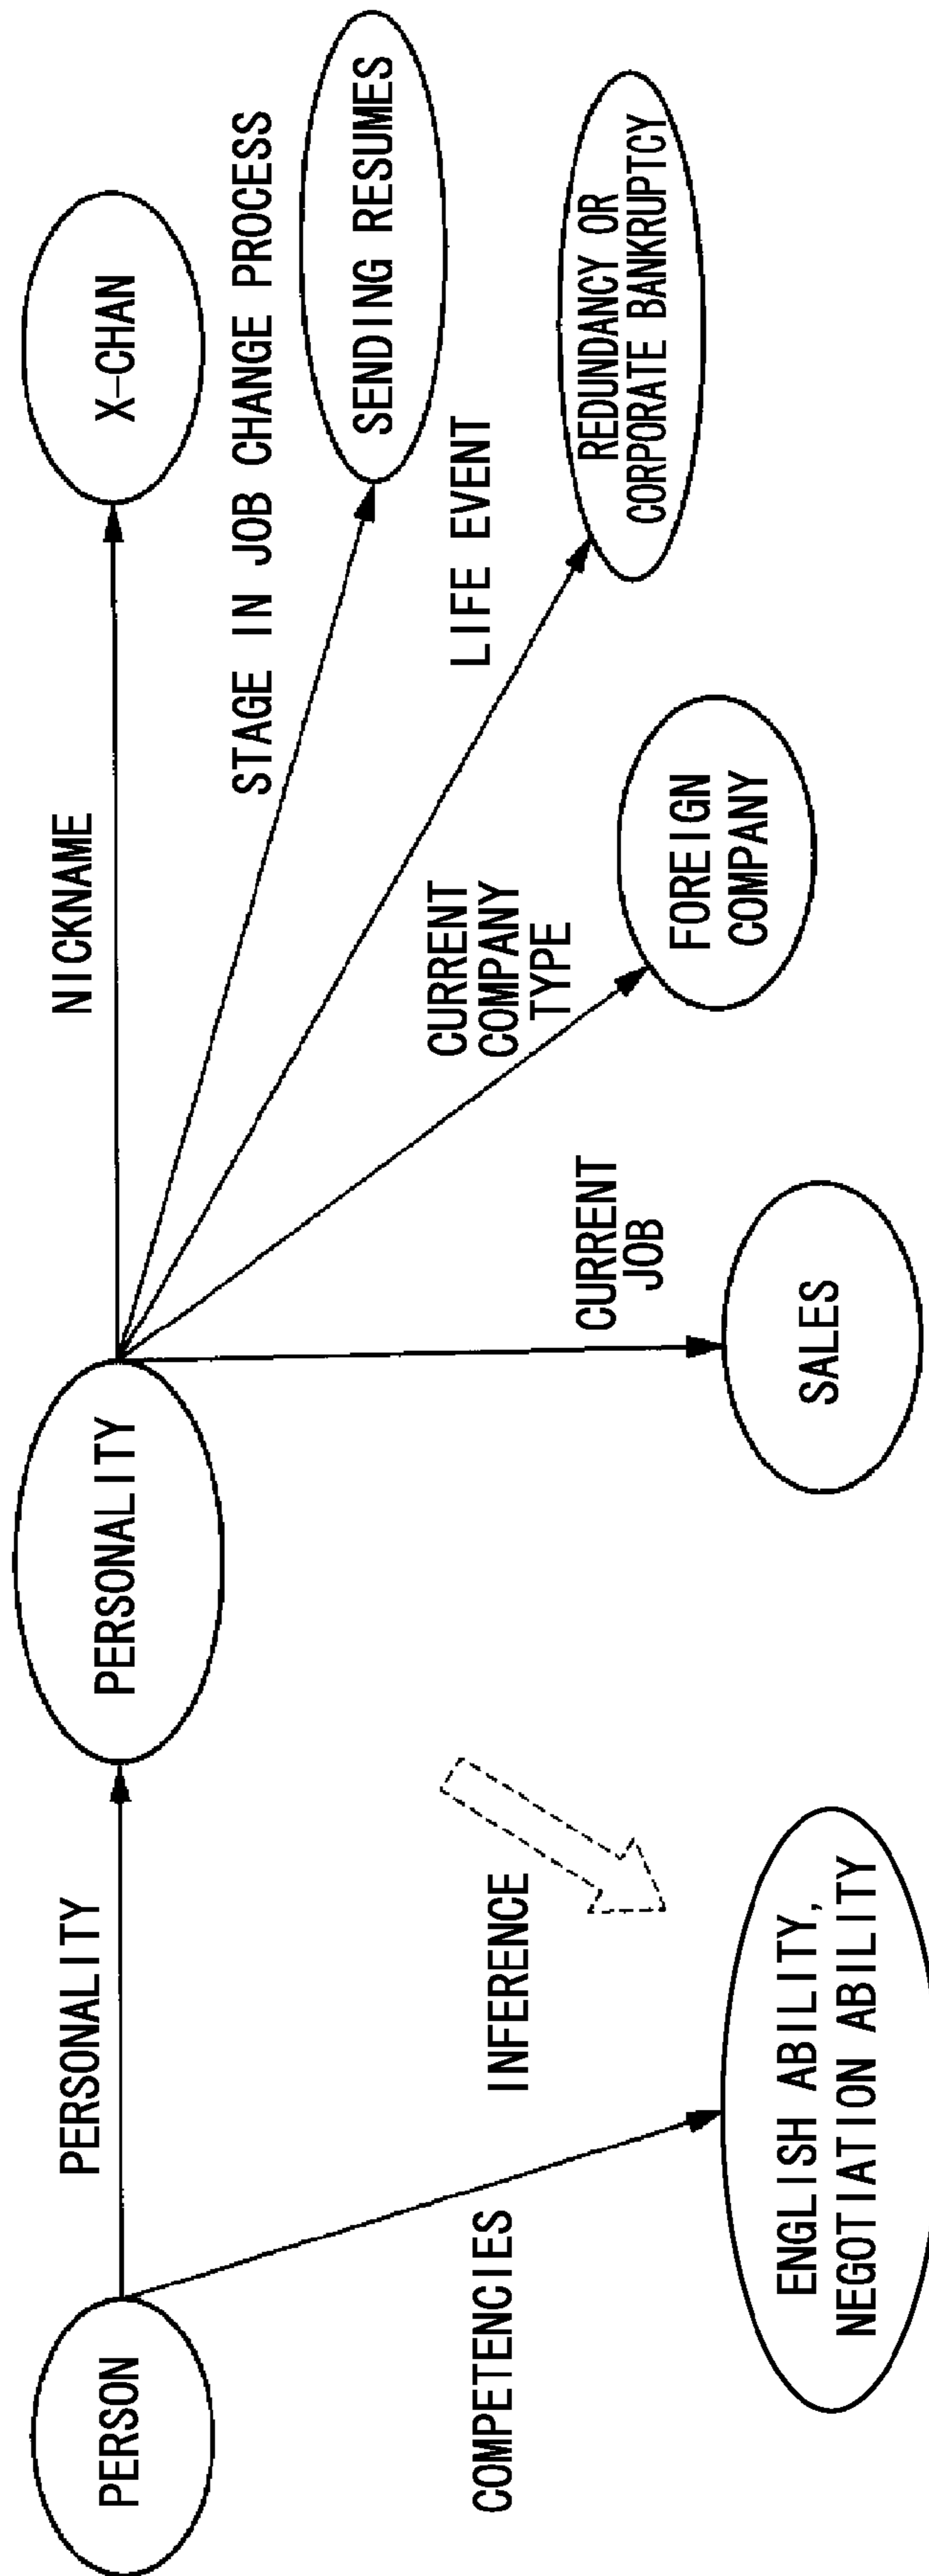 PERSON
PERSONALITY
PERSONALITY
NICKNAME
X-CHAN
STAGE IN JOB CHANGE PROCESS
SENDING RESUMES
LIFE EVENT
REDUNDANCY OR
CORPORATE BANKRUPTCY
CURRENT
COMPANY
TYPE
FOREIGN
COMPANY
CURRENT
JOB
SALES
COMPETENCIES
INFERENCE
ENGLISH ABILITY,
NEGOTIATION ABILITY